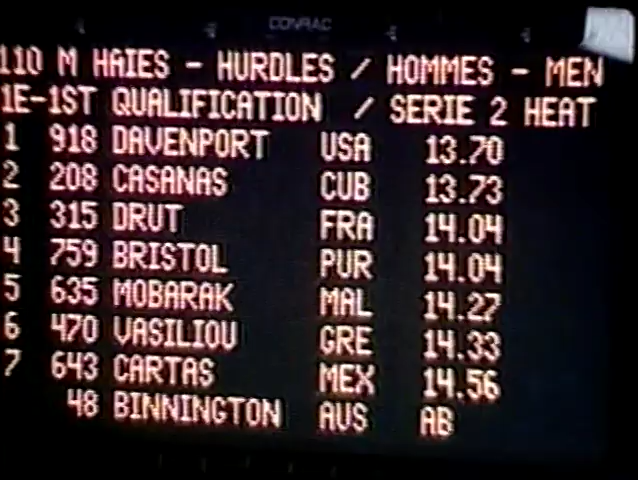 CONRAC
110 M HAIES - HURDLES / HOMMES - MEN
1E-1ST QUALIFICATION / SERIE 2 HEAT
1 918 DAVENPORT USA 13.70
2 208 CASANAS CUB 13.73
3 315 DRUT FRA 14.04
4 759 BRISTOL PUR 14.04
5 635 MOBARAK MAL 14.27
6 470 VASILIOU GRE 14.33
7 643 CARTAS MEX 14.56
48 BINNINGTON AUS AB